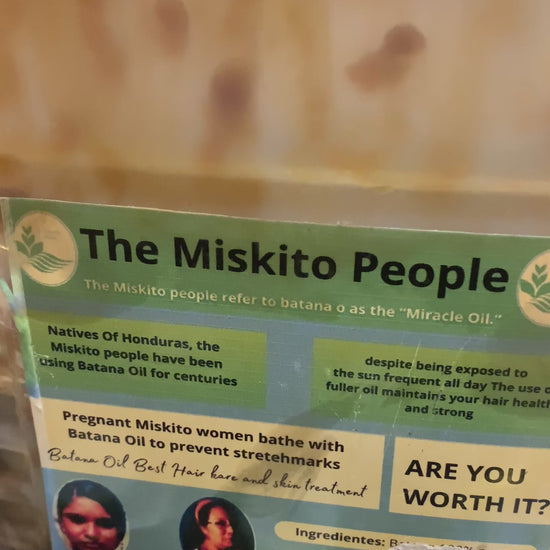 The Miskito People
The Miskito people refer to batana o as the "Miracle Oil."
Natives Of Honduras, the
Miskito people have been
using Batana Oil for centuries
despite being exposed to
the sun frequent all day The use o
fuller oil maintains your hair health
and strong
Pregnant Miskito women bathe with
Batana Oil to prevent stretehmarks
Batana Oil Best Hair kare and skin treatment
ARE YOU
WORTH IT?
Ingredientes: